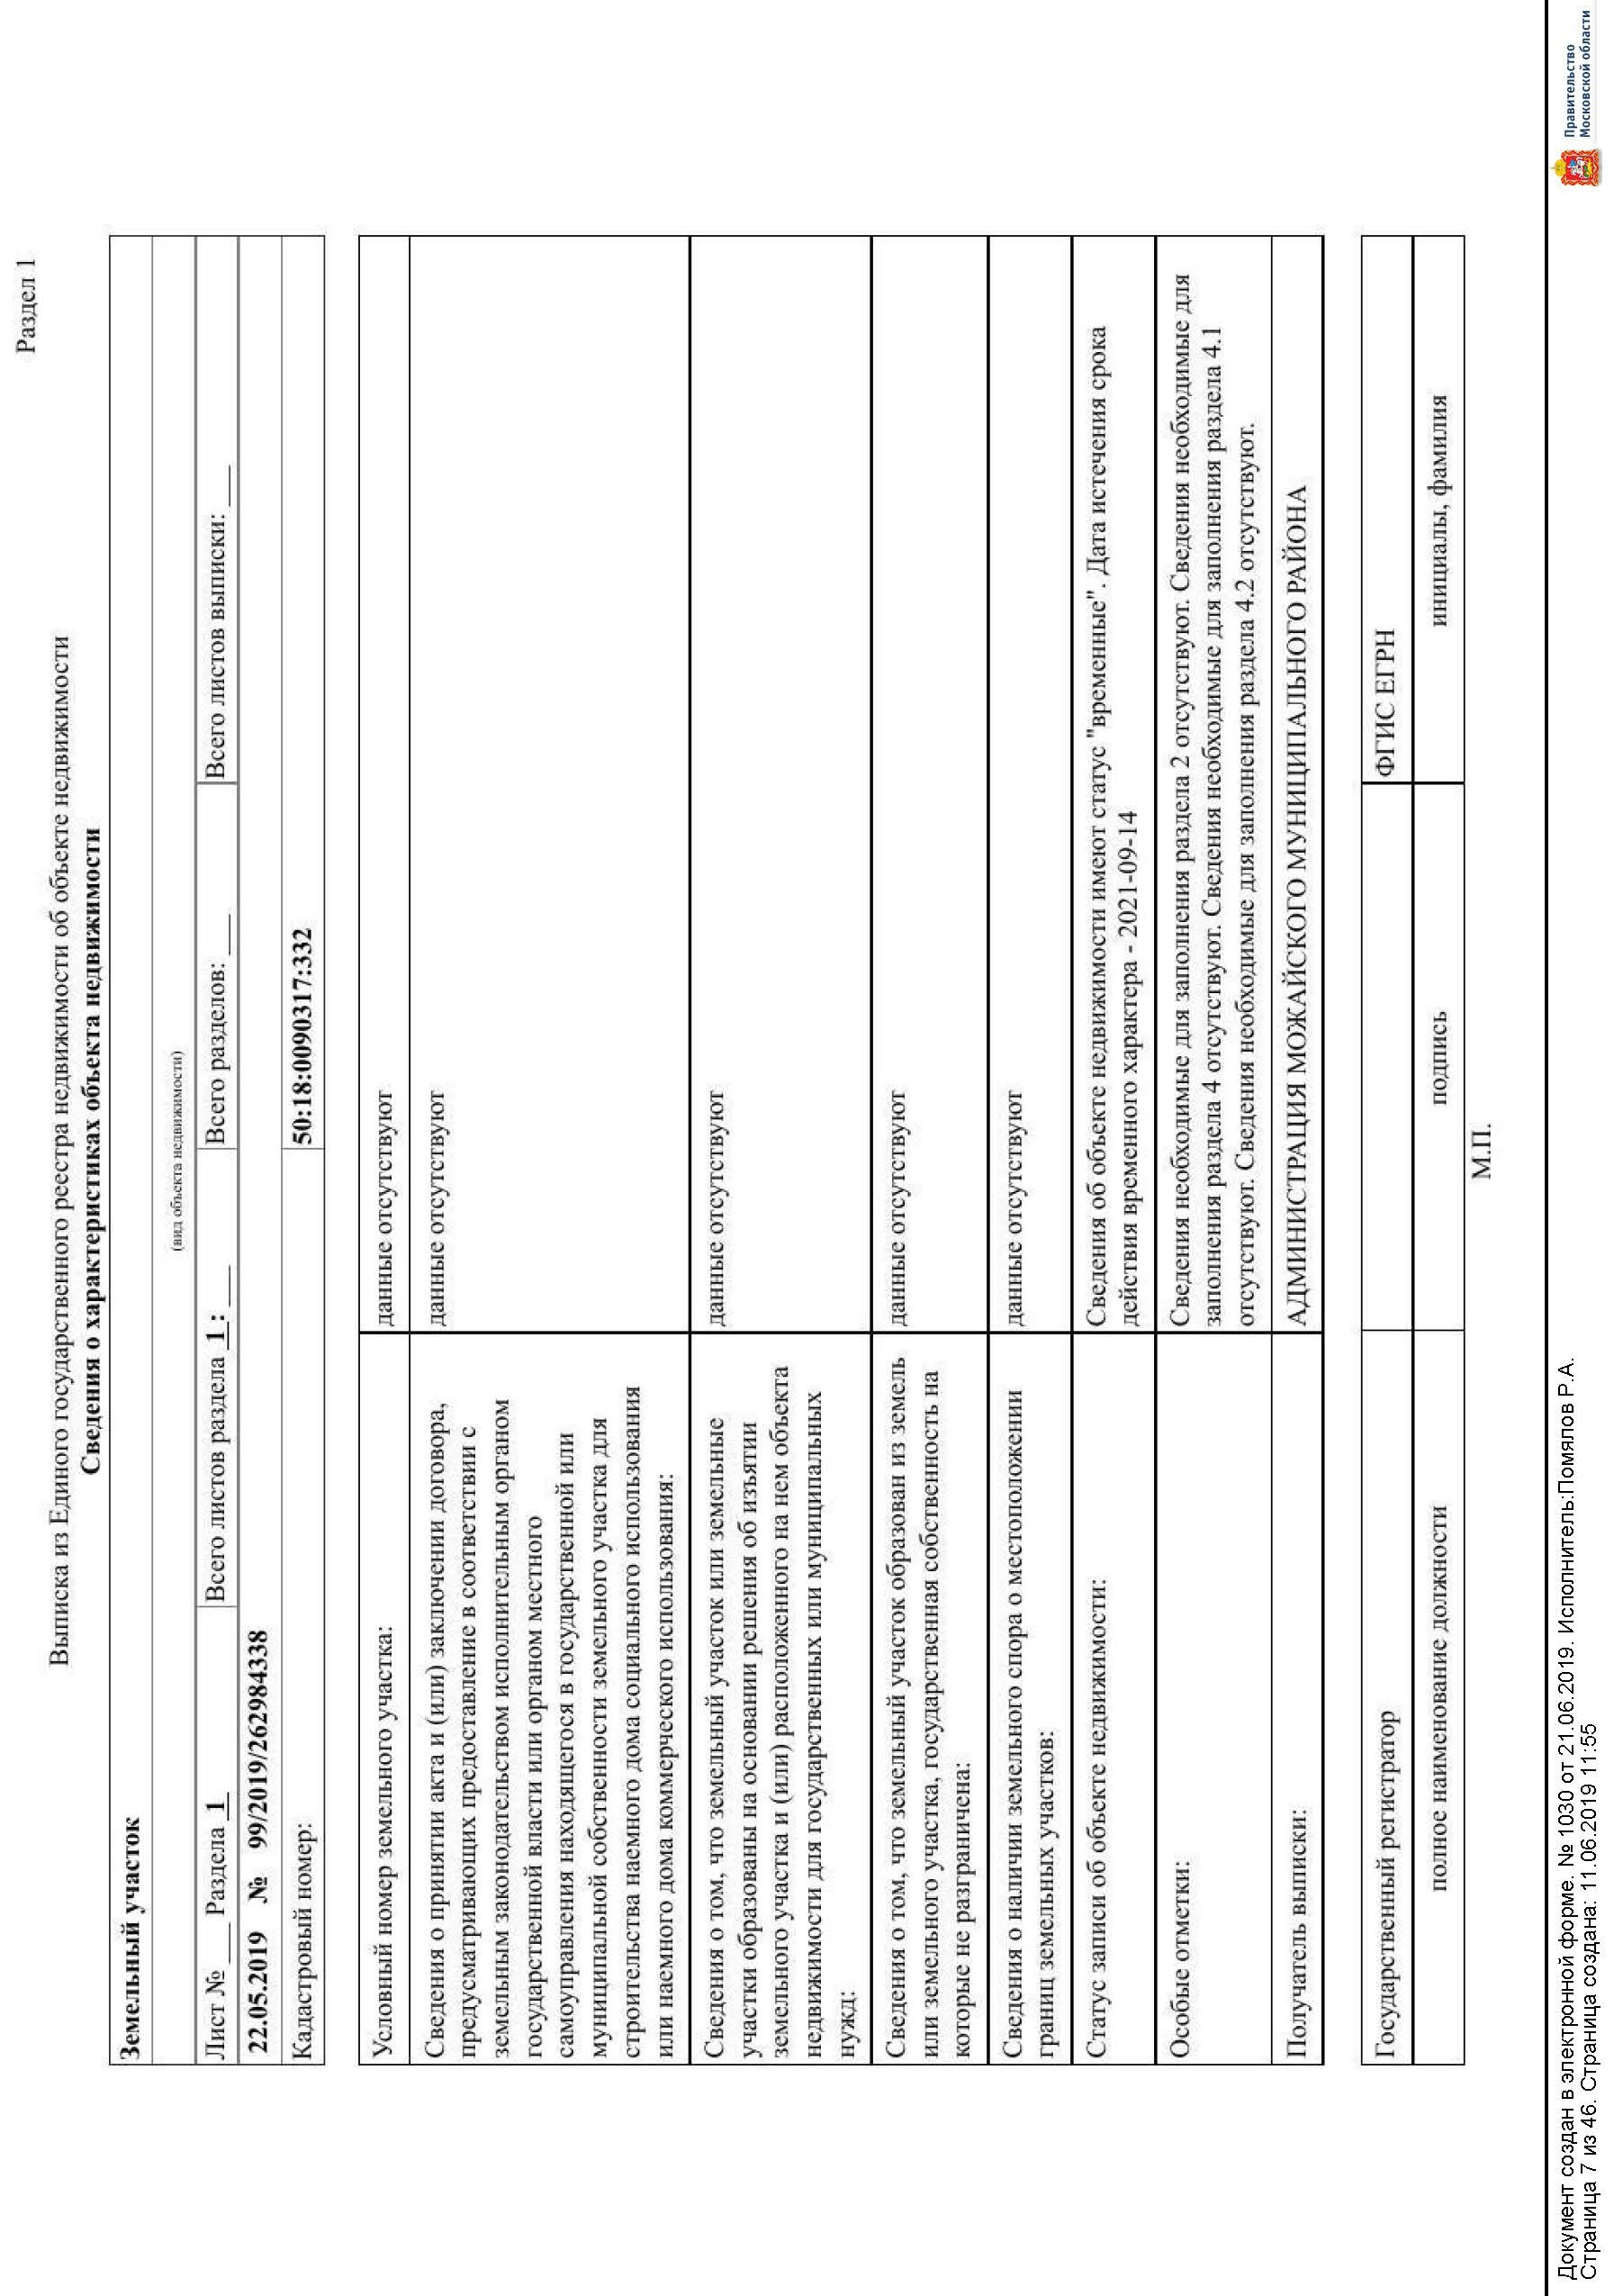 Раздел 1
Выписка из Единого государственного реестра недвижимости об объекте недвижимости
Сведения о характеристиках объекта недвижимости
Земельный участок
(вид объекта недвижимости)
Лист № ___ Раздела 1 Всего листов раздела 1 : ___ Всего разделов: ___ Всего листов выписки: ___
22.05.2019 № 99/2019/262984338
Кадастровый номер: 50:18:0090317:332
Условный номер земельного участка: данные отсутствуют
Сведения о принятии акта и (или) заключении договора, данные отсутствуют
предусматривающих предоставление в соответствии с
земельным законодательством исполнительным органом
государственной власти или органом местного
самоуправления находящегося в государственной или
муниципальной собственности земельного участка для
строительства наемного дома социального использования
или наемного дома коммерческого использования:
Сведения о том, что земельный участок или земельные данные отсутствуют
участки образованы на основании решения об изъятии
земельного участка и (или) расположенного на нем объекта
недвижимости для государственных или муниципальных
нужд:
Сведения о том, что земельный участок образован из земель данные отсутствуют
или земельного участка, государственная собственность на
которые не разграничена:
Сведения о наличии земельного спора о местоположении данные отсутствуют
границ земельных участков:
Статус записи об объекте недвижимости: Сведения об объекте недвижимости имеют статус "временные". Дата истечения срока
действия временного характера - 2021-09-14
Особые отметки: Сведения необходимые для заполнения раздела 2 отсутствуют. Сведения необходимые для
заполнения раздела 4 отсутствуют. Сведения необходимые для заполнения раздела 4.1
отсутствуют. Сведения необходимые для заполнения раздела 4.2 отсутствуют.
Получатель выписки: АДМИНИСТРАЦИЯ МОЖАЙСКОГО МУНИЦИПАЛЬНОГО РАЙОНА
Государственный регистратор ФГИС ЕГРН
полное наименование должности подпись инициалы, фамилия
М.П.
Документ создан в электронной форме. № 1030 от 21.06.2019. Исполнитель:Помялов Р.А.
Страница 7 из 46. Страница создана: 11.06.2019 11:55
Правительство
Московской области